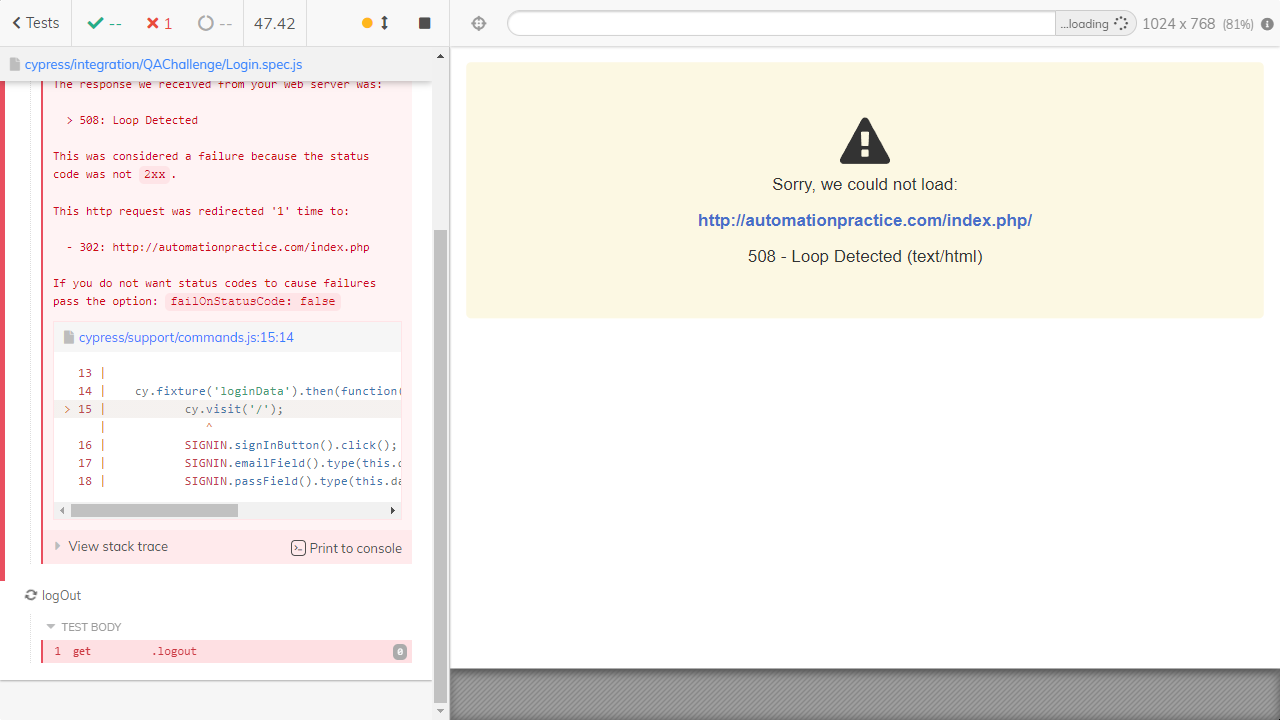 Tests
--
1
--
47.42
...loading
1024 x 768 (81%)
cypress/integration/QAChallenge/Login.spec.js
The response we received from your web server was:
> 508: Loop Detected
This was considered a failure because the status
code was not 2xx.
This http request was redirected '1' time to:
- 302: http://automationpractice.com/index.php
If you do not want status codes to cause failures
pass the option: failOnStatusCode: false
cypress/support/commands.js:15:14
13 |
14 | cy.fixture('loginData').then(function(
> 15 | cy.visit('/');
| ^
16 | SIGNIN.signInButton().click();
17 | SIGNIN.emailField().type(this.d
18 | SIGNIN.passField().type(this.da
View stack trace
Print to console
logOut
TEST BODY
1 get .logout 0
Sorry, we could not load:
http://automationpractice.com/index.php/
508 - Loop Detected (text/html)